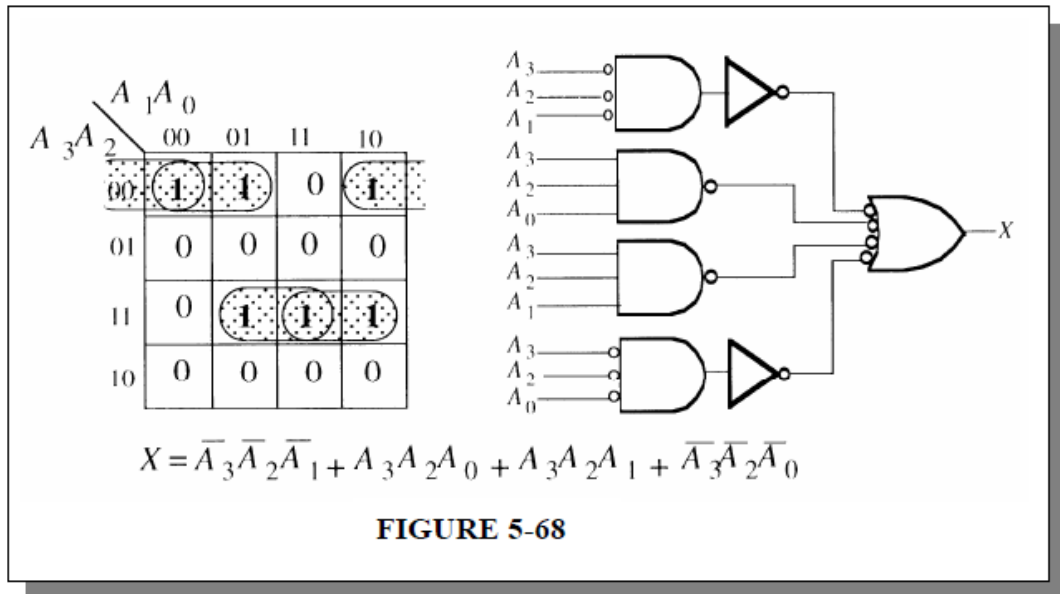 A₁A₀
A₃A₂
00 01 11 10
00 1 1 0 1
01 0 0 0 0
11 0 1 1 1
10 0 0 0 0
A₃
A₂
A₁
A₃
A₂
A₀
A₃
A₂
A₁
A₃
A₂
A₀
X
X = A̅₃A̅₂A̅₁ + A₃A₂A₀ + A₃A₂A₁ + A̅₃A̅₂A̅₀
FIGURE 5-68